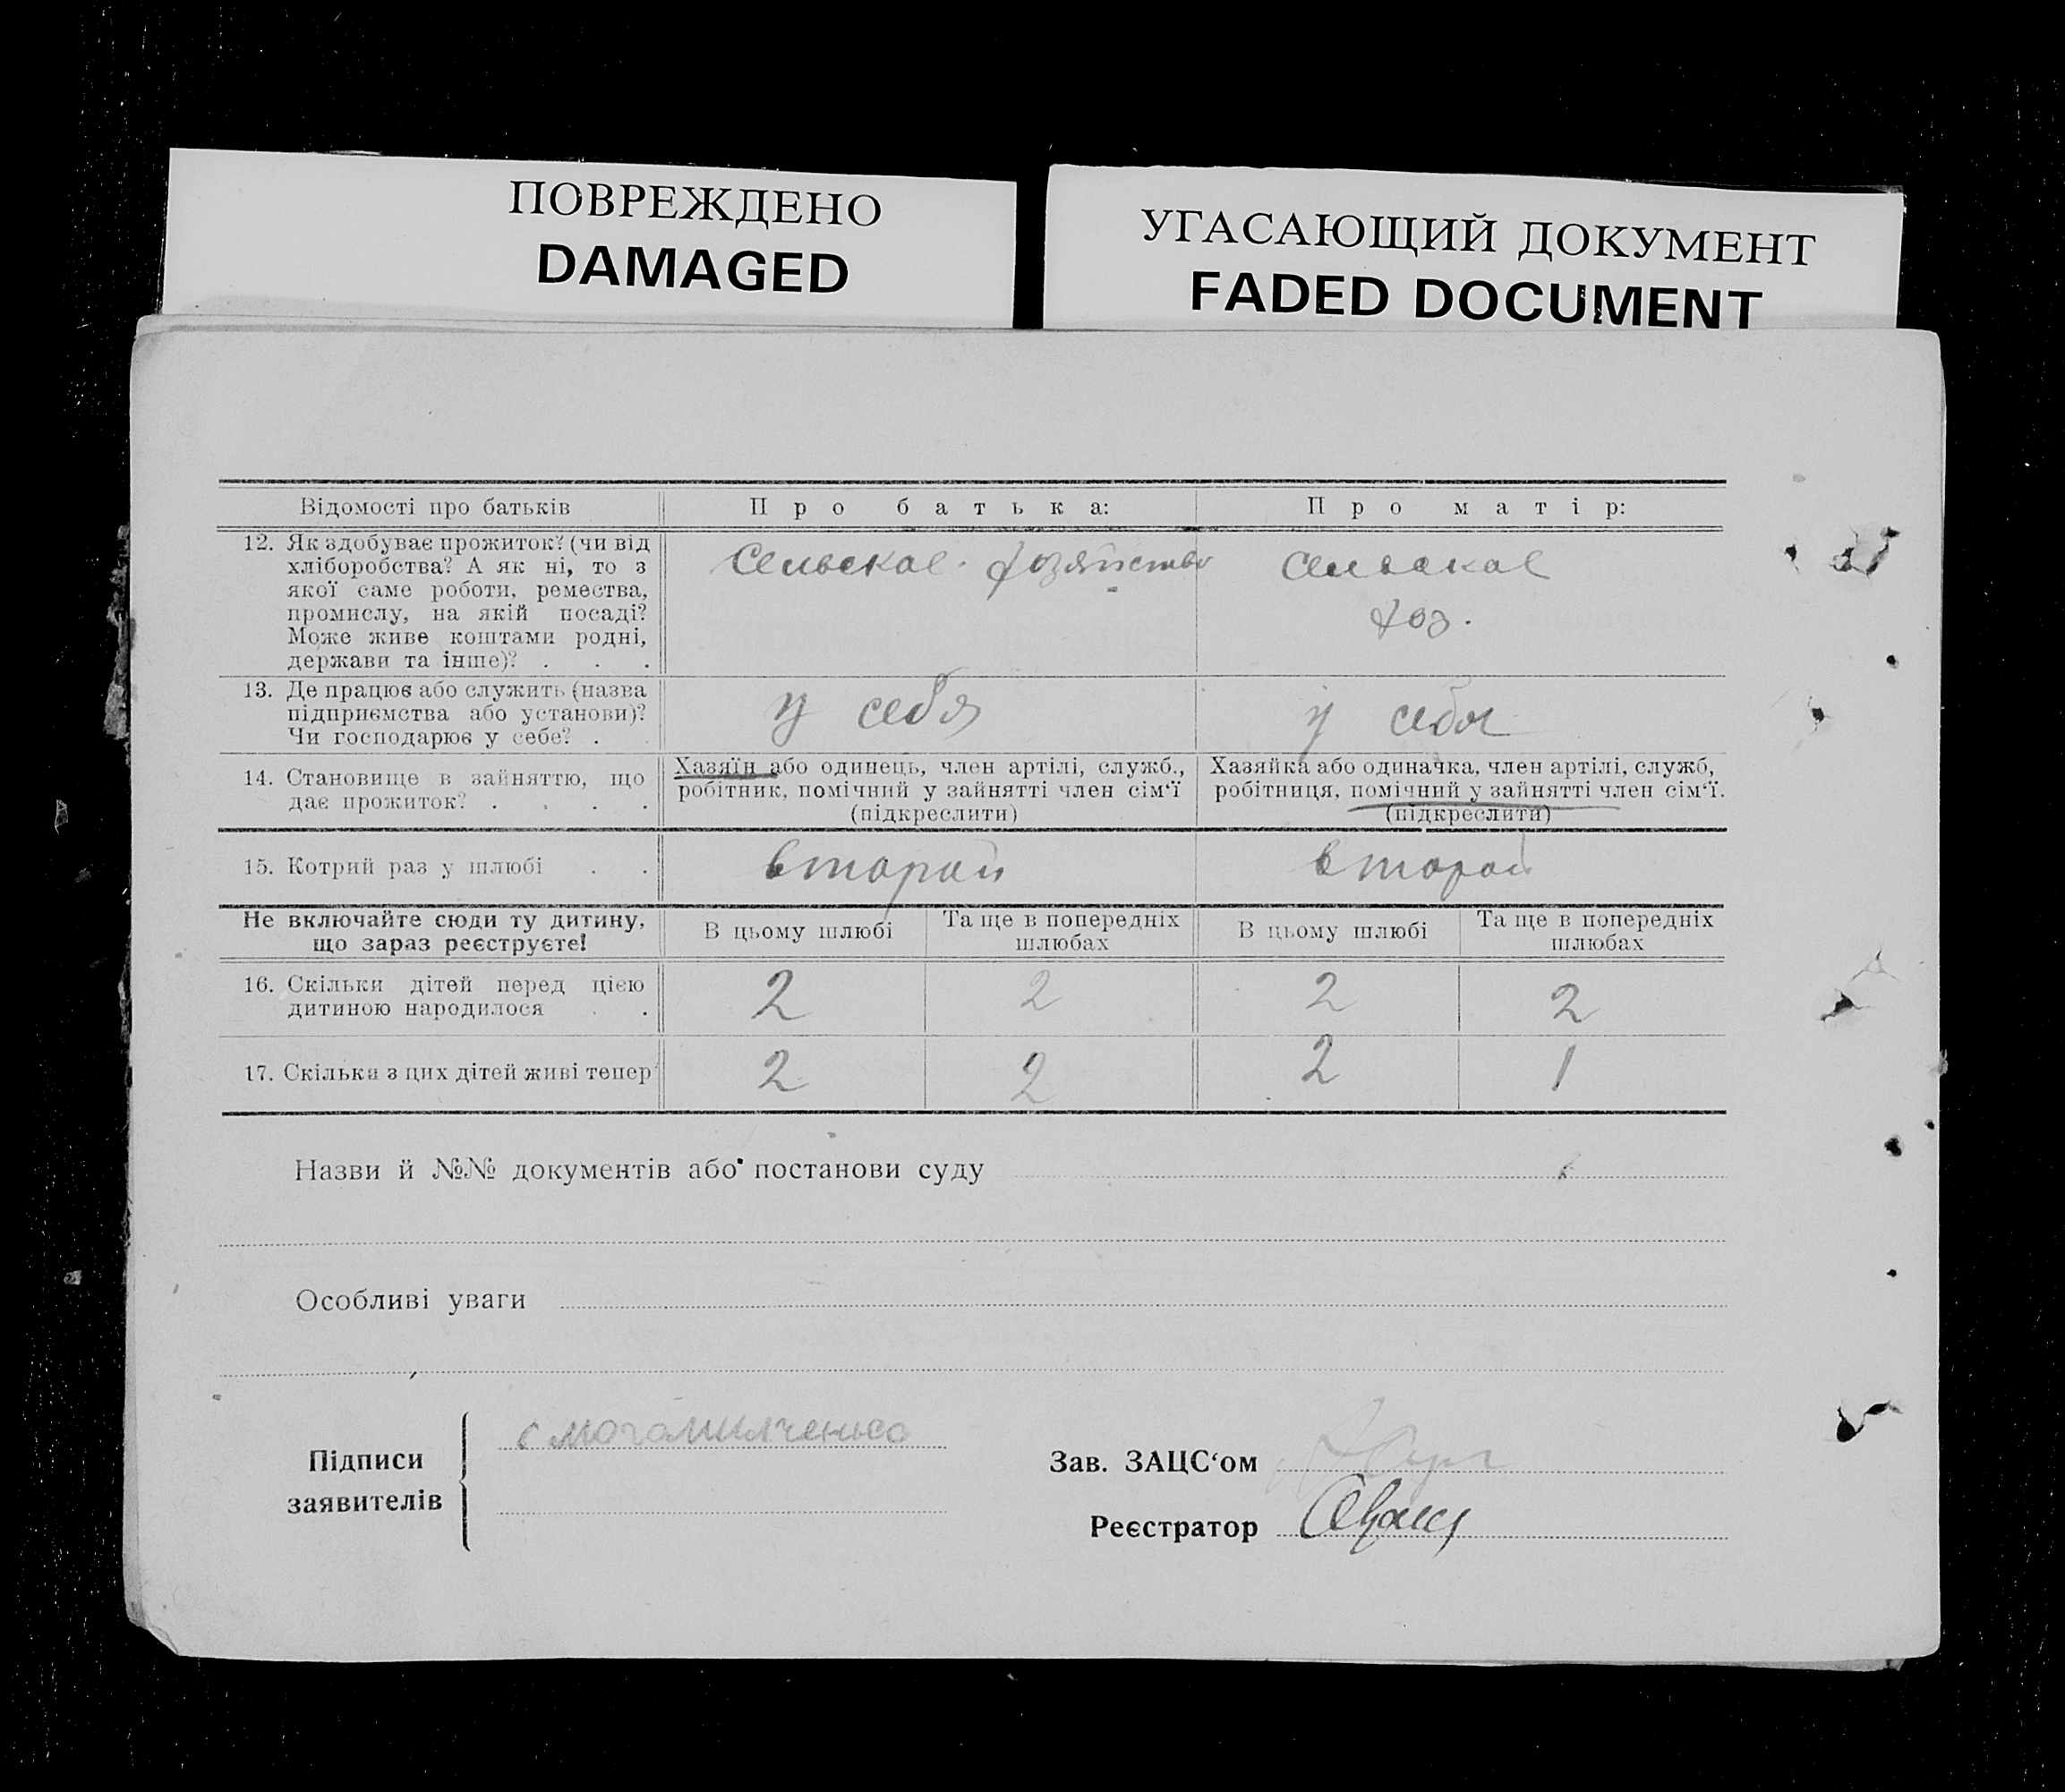 ПОВРЕЖДЕНО
DAMAGED
УГАСАЮЩИЙ ДОКУМЕНТ
FADED DOCUMENT
Відомості про батьків
Про батька:
Про матір:
12. Як здобуває прожиток? (чи від
хліборобства? А як ні, то з
якої саме роботи, ремества,
промислу, на якій посаді?
Може живе коштами родні,
держави та інше)? . . .
Сельскае хозяйство
Сельскае
хоз.
13. Де працює або служить (назва
підприємства або установи)?
Чи господарює у себе? .
у себя
у себя
14. Становище в зайняттю, що
дає прожиток? . . . .
Хазяїн або одинець, член артілі, служб.,
робітник, помічний у зайнятті член сім‘ї
(підкреслити)
Хазяйка або одиначка, член артілі, служб,
робітниця, помічний у зайнятті член сім‘ї.
(підкреслити)
15. Котрий раз у шлюбі . .
вторай
второй
Не включайте сюди ту дитину,
що зараз реєструєте!
В цьому шлюбі
Та ще в попередніх
шлюбах
В цьому шлюбі
Та ще в попередніх
шлюбах
16. Скільки дітей перед цією
дитиною народилося . .
2
2
2
2
17. Скільки з цих дітей живі тепер
2
2
2
1
Назви й №№ документів або постанови суду
Особливі уваги
Підписи
заявителів
Зав. ЗАЦС‘ом
Реєстратор